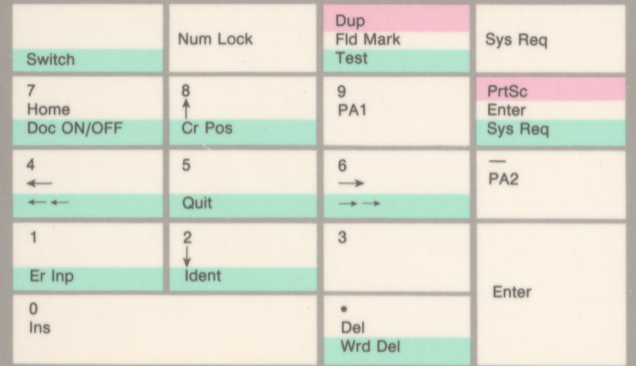 Switch
Num Lock
Dup
Fld Mark
Test
Sys Req
7
Home
Doc ON/OFF
8
↑
Cr Pos
9
PA1
PrtSc
Enter
Sys Req
4
←
←←
5
Quit
6
→
→→
—
PA2
1
Er Inp
2
↓
Ident
3
Enter
0
Ins
•
Del
Wrd Del